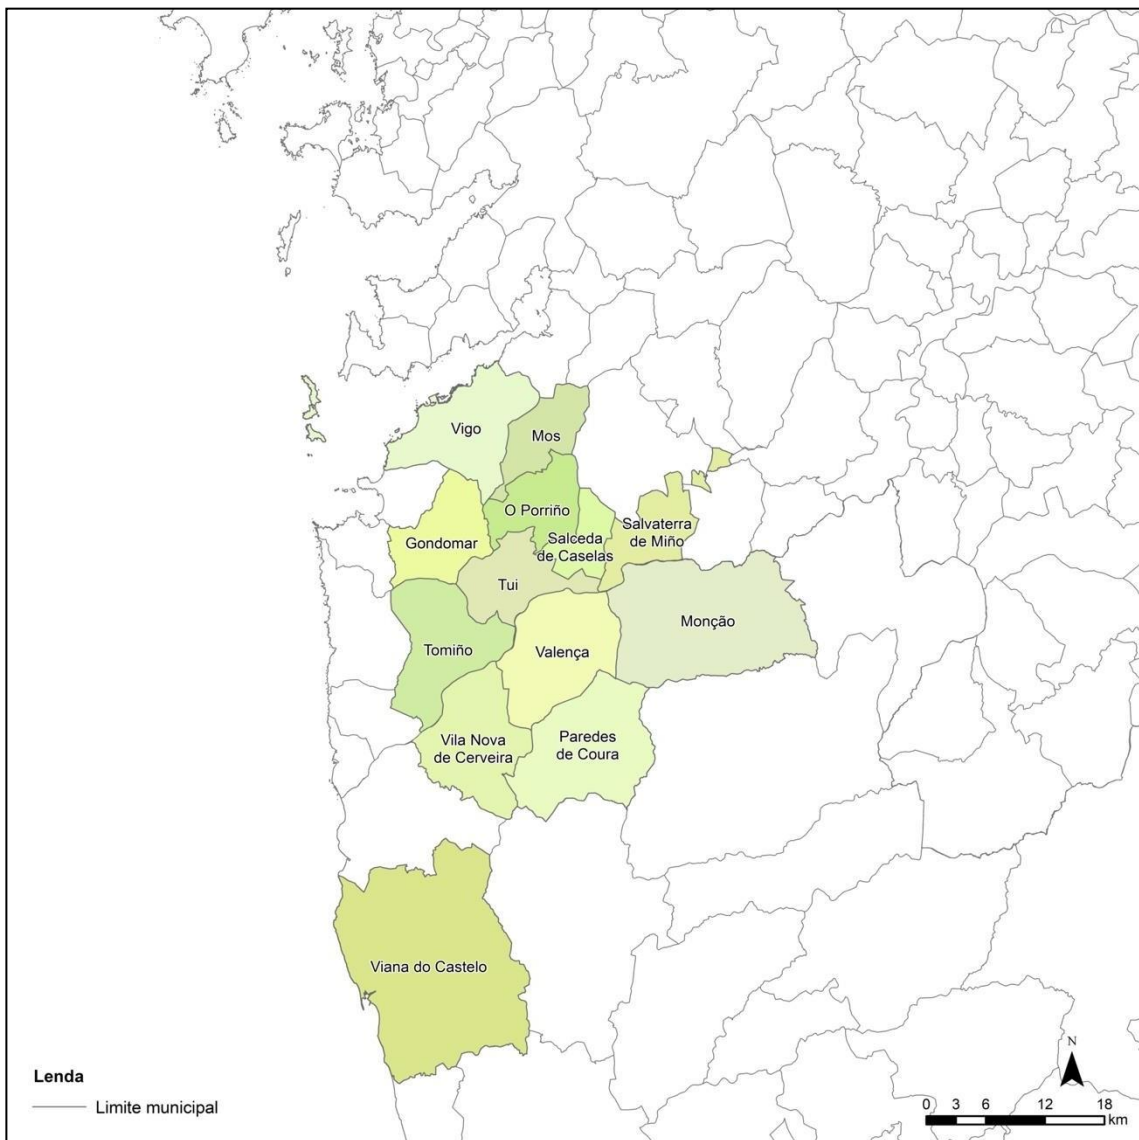 Vigo
Mos
O Porriño
Gondomar
Salceda
de Caselas
Salvaterra
de Miño
Tui
Monção
Tomiño
Valença
Vila Nova
de Cerveira
Paredes
de Coura
Viana do Castelo
Lenda
Limite municipal
N
0 3 6 12 18
km